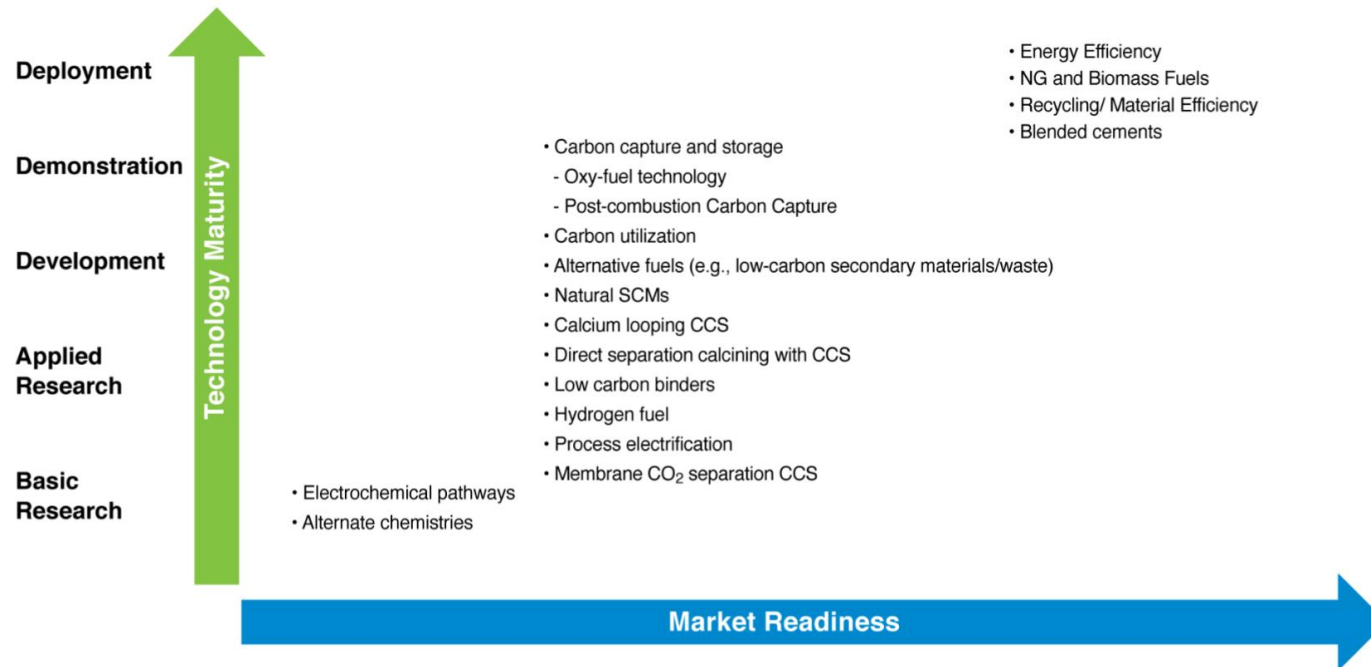 Deployment
Demonstration
Development
Applied
Research
Basic
Research
Technology Maturity
• Energy Efficiency
• NG and Biomass Fuels
• Recycling/ Material Efficiency
• Blended cements
• Carbon capture and storage
- Oxy-fuel technology
- Post-combustion Carbon Capture
• Carbon utilization
• Alternative fuels (e.g., low-carbon secondary materials/waste)
• Natural SCMs
• Calcium looping CCS
• Direct separation calcining with CCS
• Low carbon binders
• Hydrogen fuel
• Process electrification
• Membrane CO₂ separation CCS
• Electrochemical pathways
• Alternate chemistries
Market Readiness